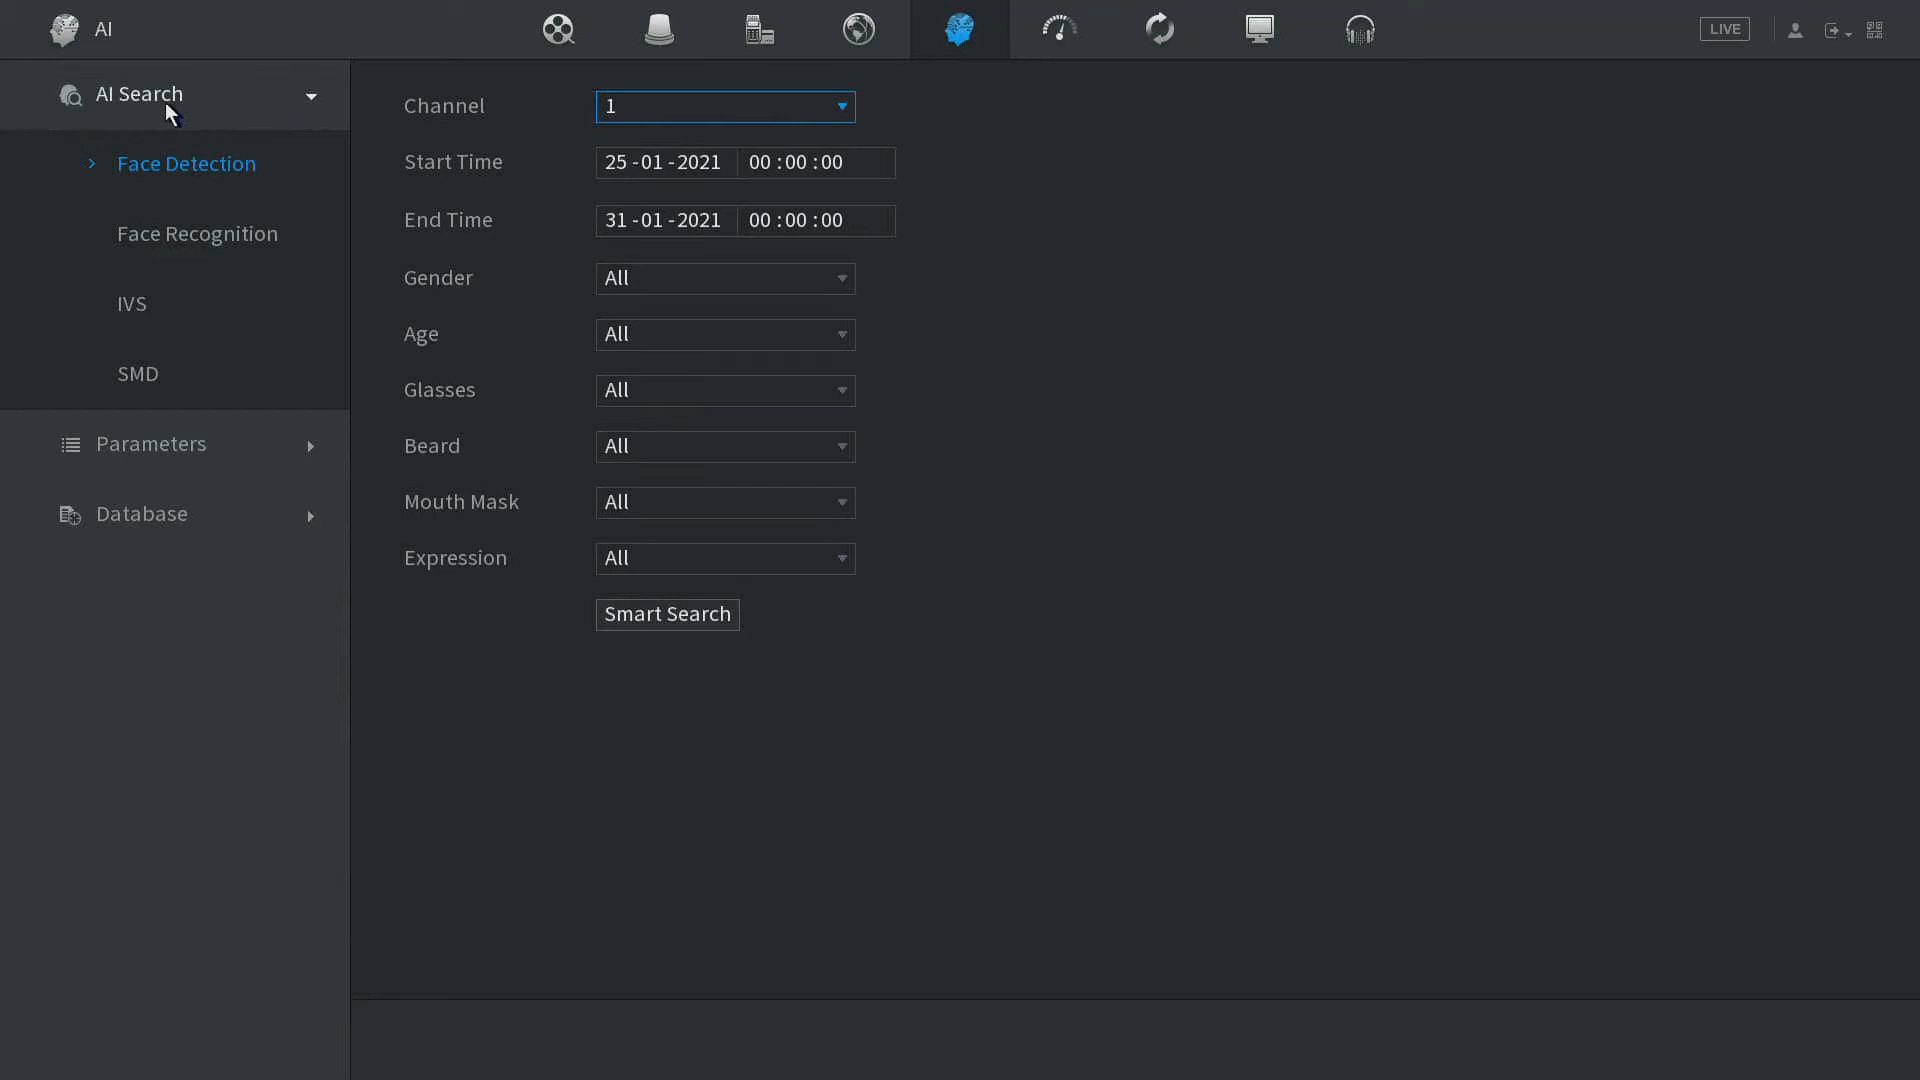 AI
LIVE
AI Search
Face Detection
Face Recognition
IVS
SMD
Parameters
Database
Channel 1
Start Time 25 -01 -2021 00 :00 :00
End Time 31 -01 -2021 00 :00 :00
Gender All
Age All
Glasses All
Beard All
Mouth Mask All
Expression All
Smart Search